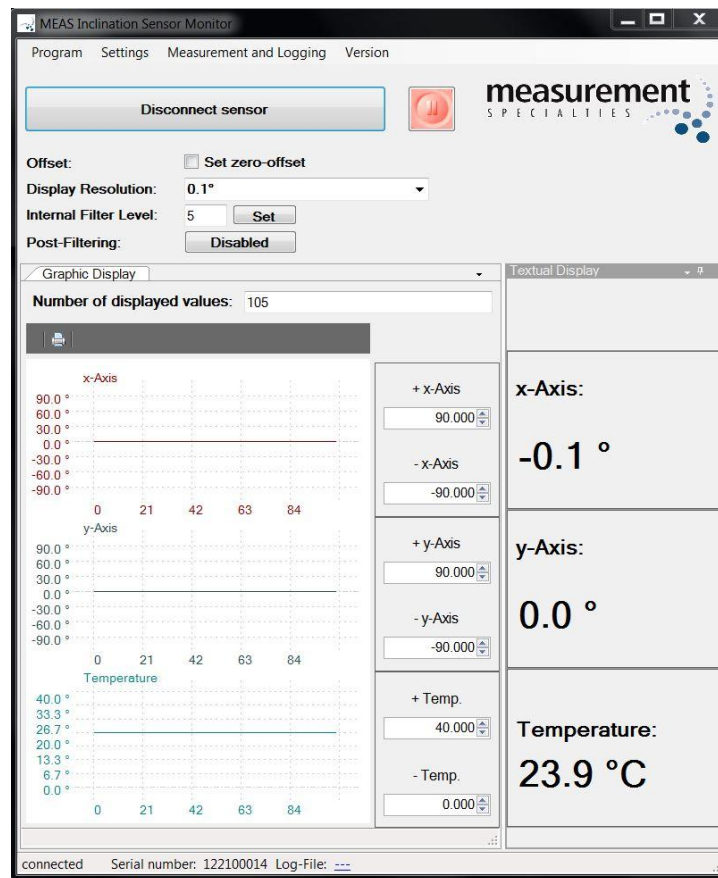 MEAS Inclination Sensor Monitor
Program Settings Measurement and Logging Version
Disconnect sensor
measurement
SPECIALTIES
Offset: Set zero-offset
Display Resolution: 0.1°
Internal Filter Level: 5 Set
Post-Filtering: Disabled
Graphic Display
Number of displayed values: 105
x-Axis
90.0 °
60.0 °
30.0 °
0.0 °
-30.0 °
-60.0 °
-90.0 °
0 21 42 63 84
+ x-Axis
90.000
- x-Axis
-90.000
y-Axis
90.0 °
60.0 °
30.0 °
0.0 °
-30.0 °
-60.0 °
-90.0 °
0 21 42 63 84
+ y-Axis
90.000
- y-Axis
-90.000
Temperature
40.0 °
33.3 °
26.7 °
20.0 °
13.3 °
6.7 °
0.0 °
0 21 42 63 84
+ Temp.
40.000
- Temp.
0.000
Textual Display
x-Axis:
-0.1 °
y-Axis:
0.0 °
Temperature:
23.9 °C
connected Serial number: 122100014 Log-File: ---